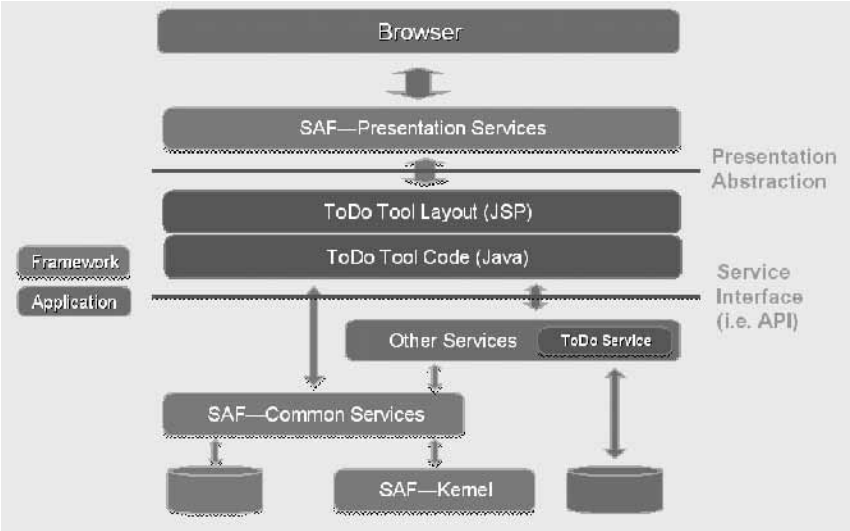 Browser
SAF—Presentation Services
Presentation
Abstraction
ToDo Tool Layout (JSP)
ToDo Tool Code (Java)
Framework
Application
Service
Interface
(i.e. API)
Other Services
ToDo Service
SAF—Common Services
SAF—Kernel